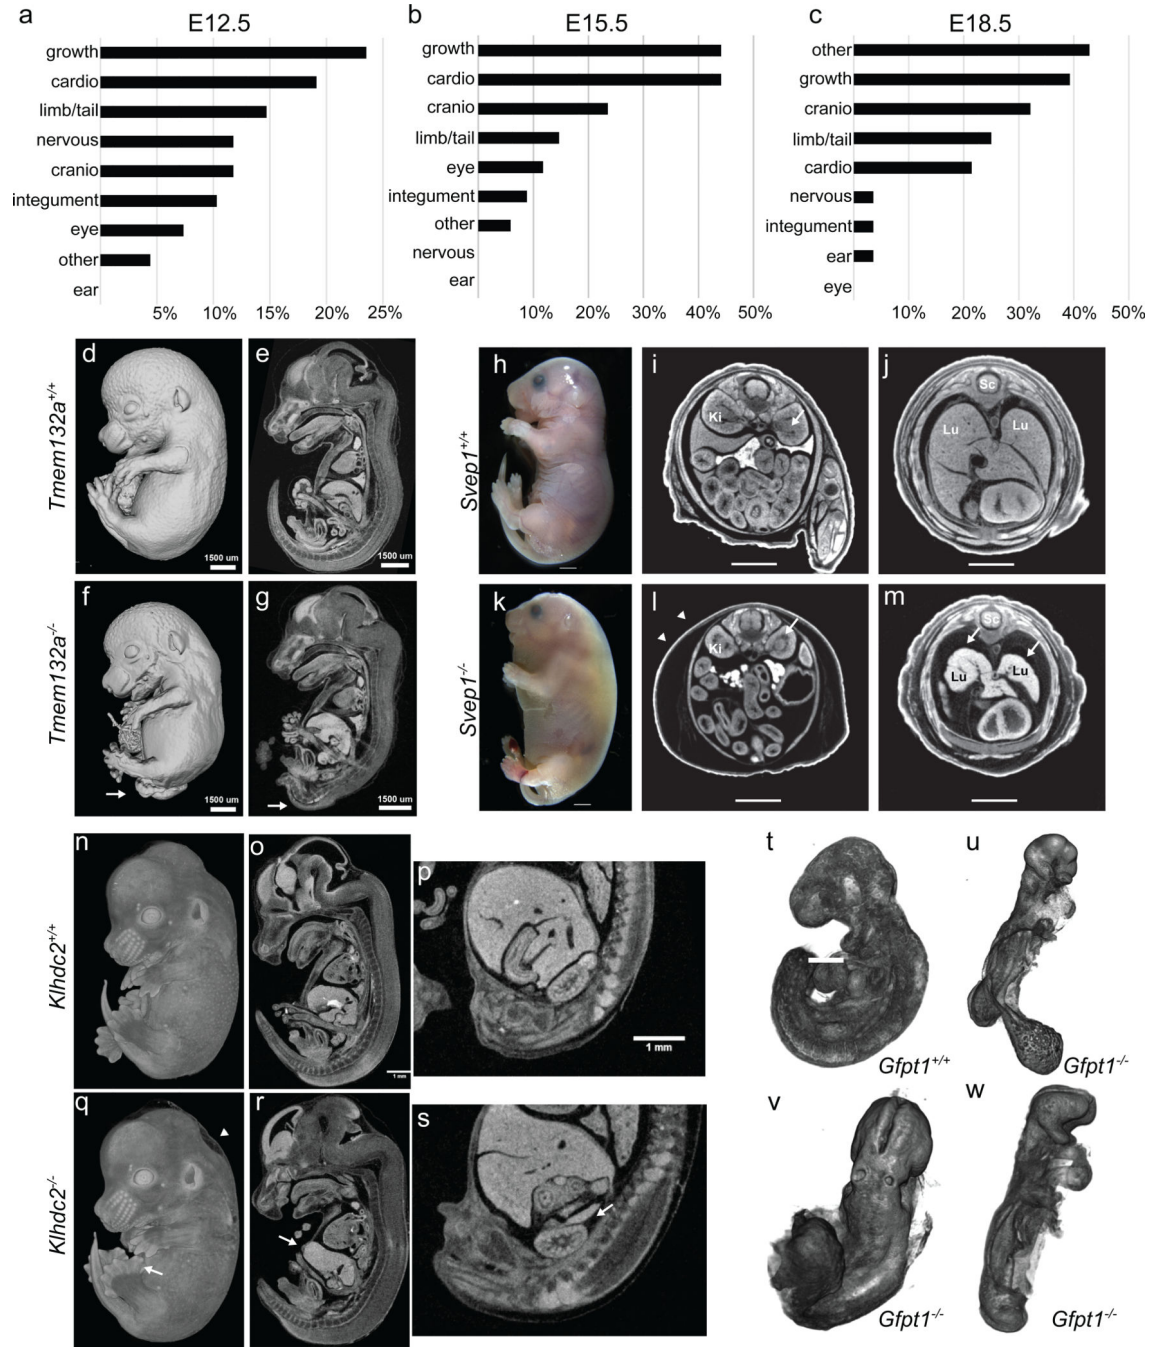 a
E12.5
growth
cardio
limb/tail
nervous
cranio
integument
eye
other
ear
5% 10% 15% 20% 25%
b
E15.5
growth
cardio
cranio
limb/tail
eye
integument
other
nervous
ear
10% 20% 30% 40% 50%
c
E18.5
other
growth
cranio
limb/tail
cardio
nervous
integument
ear
eye
10% 20% 30% 40% 50%
Tmem132a+/+
d
1500 um
e
1500 um
Tmem132a-/-
f
1500 um
g
1500 um
Svep1+/+
h
i
Ki
j
Sc
Lu
Lu
Svep1-/-
k
l
Ki
m
Sc
Lu
Lu
Klhdc2+/+
n
o
1 mm
p
1 mm
Klhdc2-/-
q
r
s
t
Gfpt1+/+
u
Gfpt1-/-
v
Gfpt1-/-
w
Gfpt1-/-